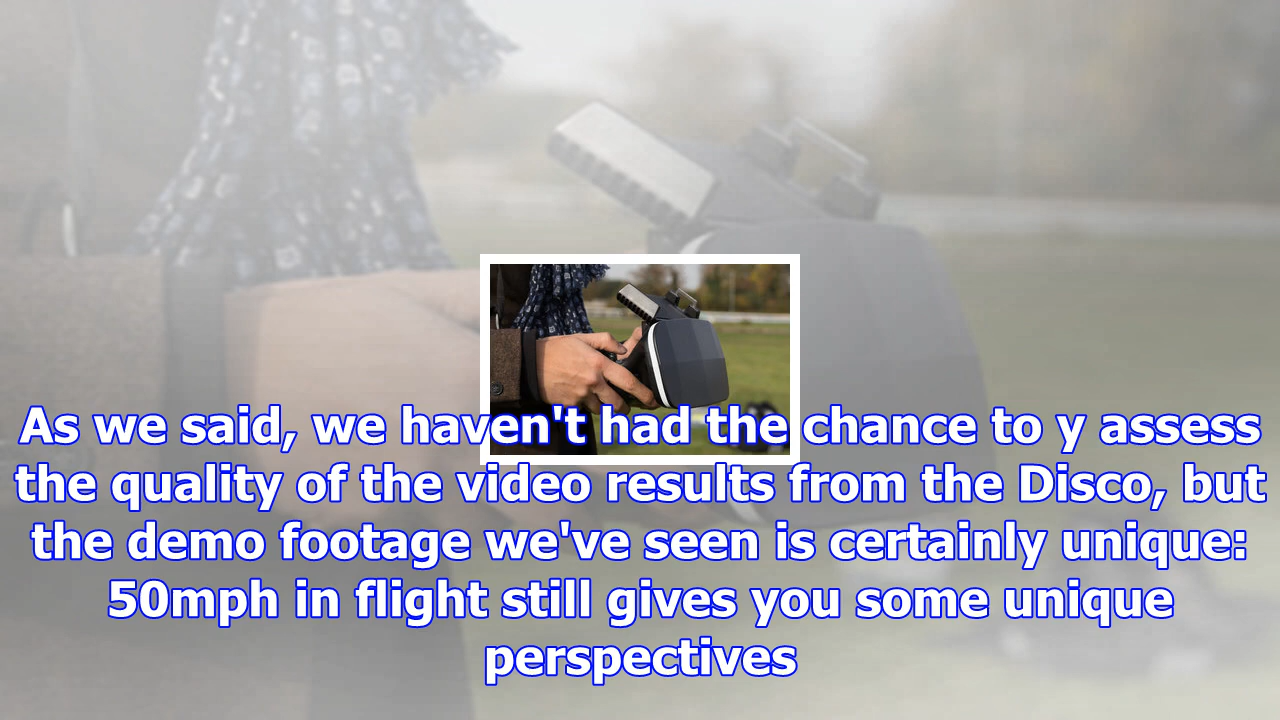 As we said, we haven't had the chance to y assess
the quality of the video results from the Disco, but
the demo footage we've seen is certainly unique:
50mph in flight still gives you some unique
perspectives